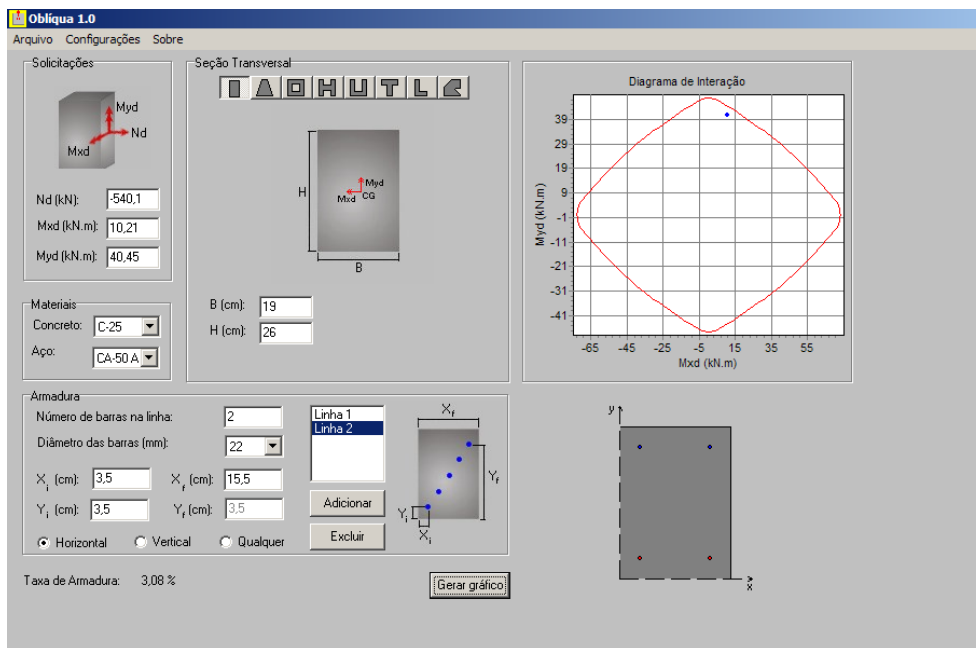 Oblíqua 1.0
Arquivo Configurações Sobre
Solicitações
Myd
Nd
Mxd
Nd (kN): -540,1
Mxd (kN.m): 10,21
Myd (kN.m): 40,45
Materiais
Concreto: C-25
Aço: CA-50 A
Seção Transversal
H
Myd
Mxd CG
B
B (cm): 19
H (cm): 26
Diagrama de Interação
Myd (kN.m)
39
29
19
9
-1
-11
-21
-31
-41
-65 -45 -25 -5 15 35 55
Mxd (kN.m)
Armadura
Número de barras na linha: 2
Diâmetro das barras (mm): 22
Xi (cm): 3,5 Xf (cm): 15,5
Yi (cm): 3,5 Yf (cm): 3,5
Horizontal Vertical Qualquer
Linha 1
Linha 2
Adicionar
Excluir
Xf
Yf
Yi
Xi
Taxa de Armadura: 3,08 %
Gerar gráfico
y
x